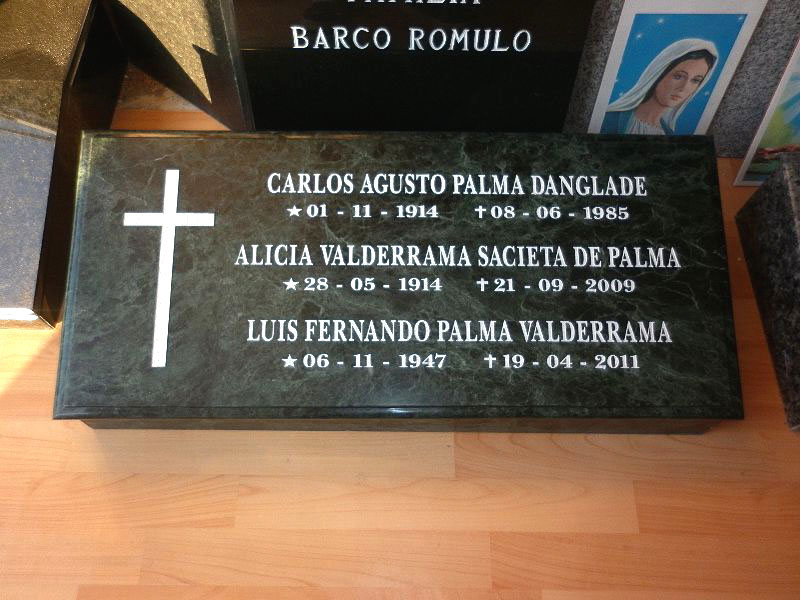 BARCO ROMULO
CARLOS AGUSTO PALMA DANGLADE
★ 01 - 11 - 1914 ✝ 08 - 06 - 1985
ALICIA VALDERRAMA SACIETA DE PALMA
★ 28 - 05 - 1914 ✝ 21 - 09 - 2009
LUIS FERNANDO PALMA VALDERRAMA
★ 06 - 11 - 1947 ✝ 19 - 04 - 2011